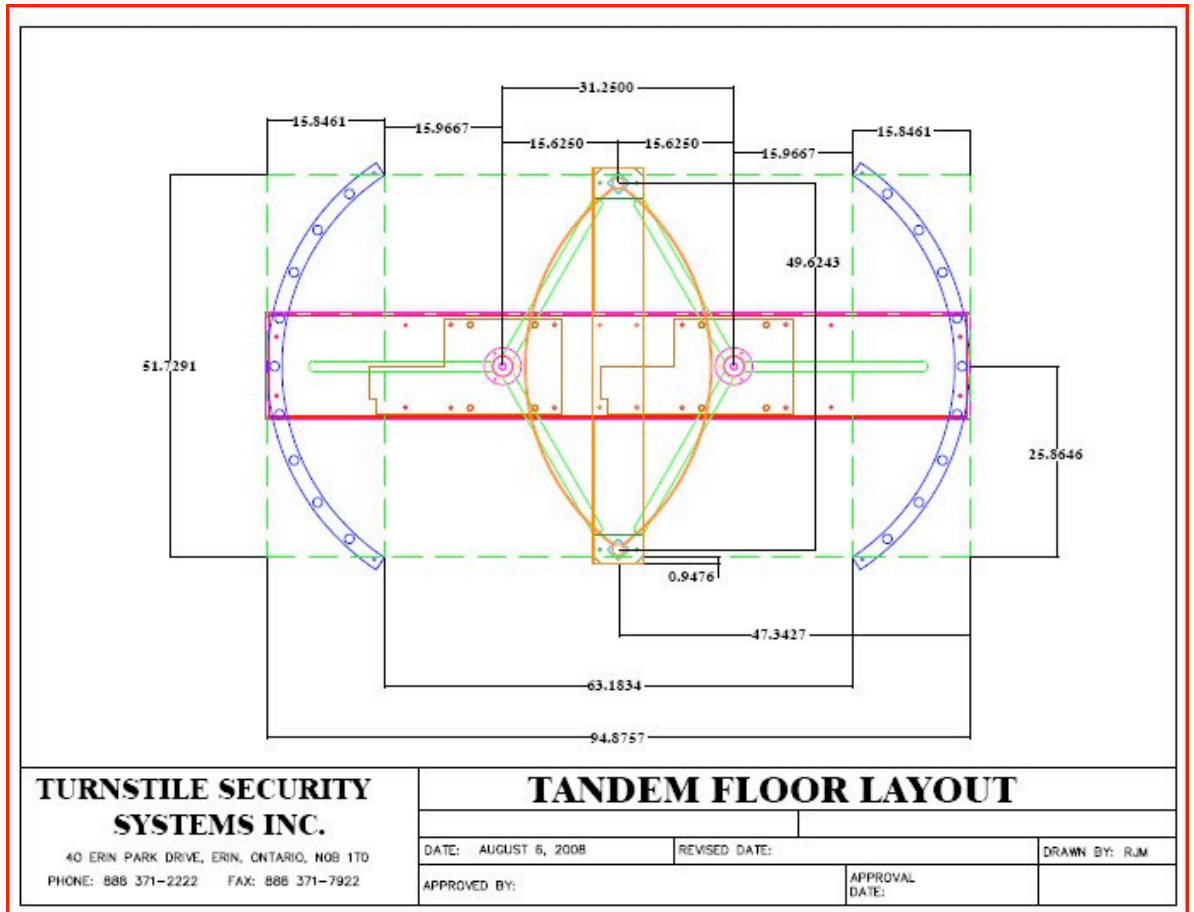 31.2500
15.8461
15.9667
15.6250
15.6250
15.9667
15.8461
49.6243
51.7291
25.8646
0.9476
47.3427
63.1834
94.8757
TURNSTILE SECURITY
SYSTEMS INC.
40 ERIN PARK DRIVE, ERIN, ONTARIO, N0B 1T0
PHONE: 888 371-2222 FAX: 888 371-7922
TANDEM FLOOR LAYOUT
DATE: AUGUST 6, 2008
REVISED DATE:
DRAWN BY: RJM
APPROVED BY:
APPROVAL
DATE: